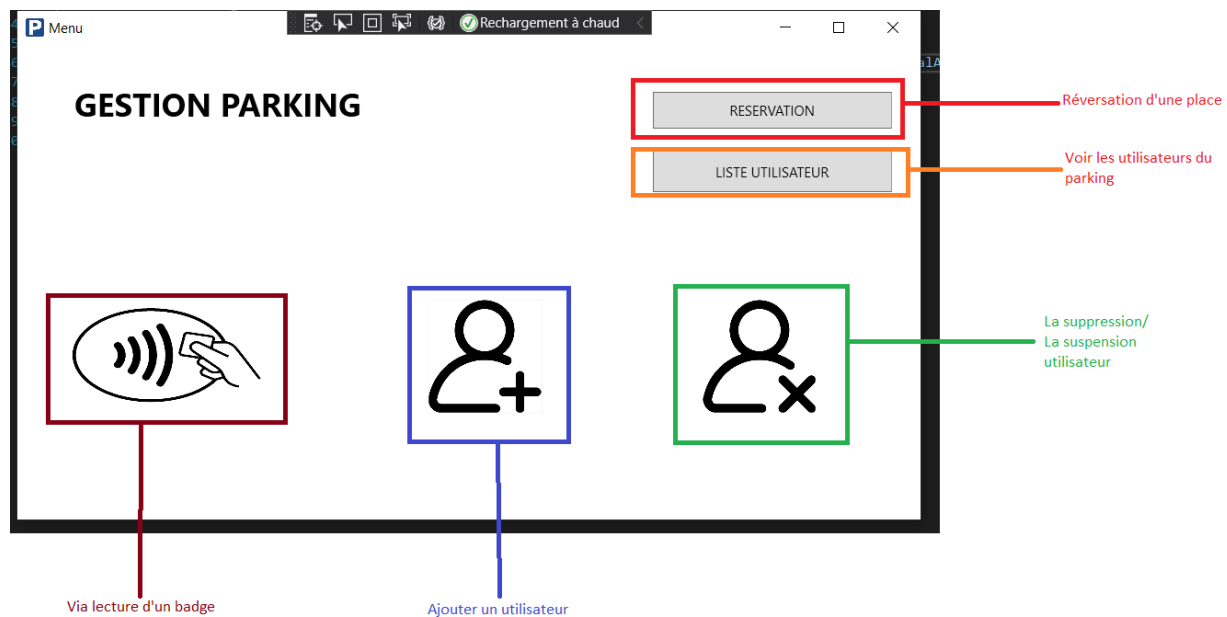 P Menu
Rechargement à chaud
GESTION PARKING
RESERVATION
Réversation d'une place
LISTE UTILISATEUR
Voir les utilisateurs du
parking
La suppression/
La suspension
utilisateur
Via lecture d'un badge
Ajouter un utilisateur